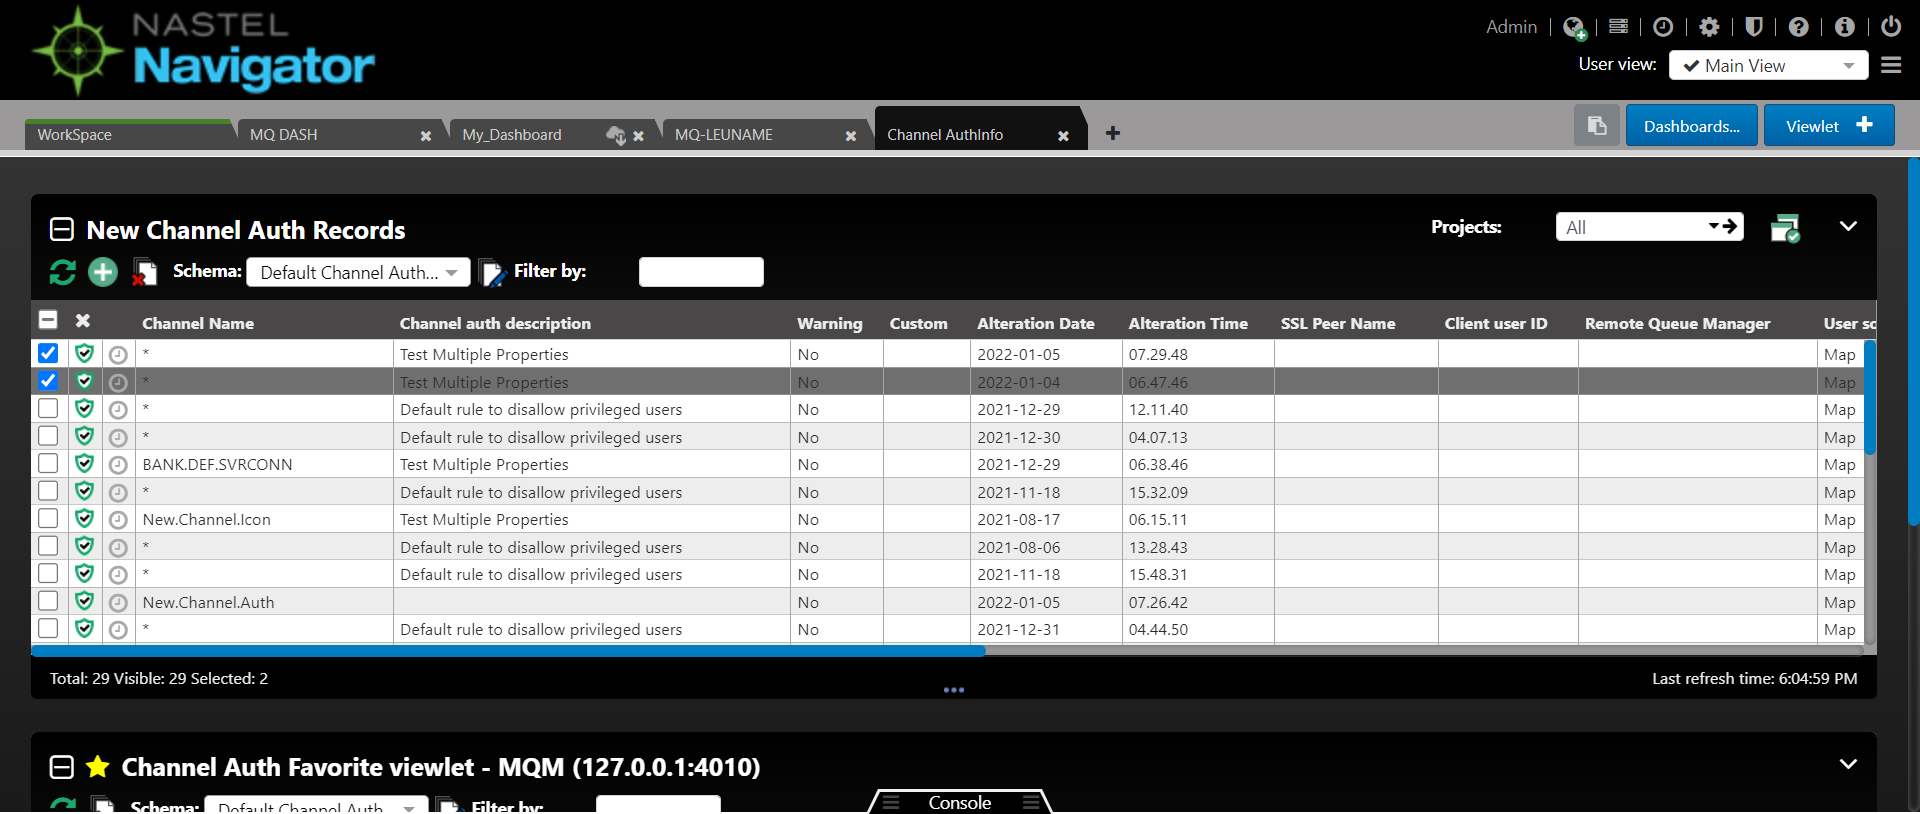 NASTEL
Navigator
Admin
User view: Main View
WorkSpace MQ DASH My_Dashboard MQ-LEUNAME Channel AuthInfo
Dashboards... Viewlet
New Channel Auth Records
Projects: All
Schema: Default Channel Auth... Filter by:
Channel Name Channel auth description Warning Custom Alteration Date Alteration Time SSL Peer Name Client user ID Remote Queue Manager User so
* Test Multiple Properties No 2022-01-05 07.29.48 Map
* Test Multiple Properties No 2022-01-04 06.47.46 Map
* Default rule to disallow privileged users No 2021-12-29 12.11.40 Map
* Default rule to disallow privileged users No 2021-12-30 04.07.13 Map
BANK.DEF.SVRCONN Test Multiple Properties No 2021-12-29 06.38.46 Map
* Default rule to disallow privileged users No 2021-11-18 15.32.09 Map
New.Channel.Icon Test Multiple Properties No 2021-08-17 06.15.11 Map
* Default rule to disallow privileged users No 2021-08-06 13.28.43 Map
* Default rule to disallow privileged users No 2021-11-18 15.48.31 Map
New.Channel.Auth No 2022-01-05 07.26.42 Map
* Default rule to disallow privileged users No 2021-12-31 04.44.50 Map
Total: 29 Visible: 29 Selected: 2
Last refresh time: 6:04:59 PM
Channel Auth Favorite viewlet - MQM (127.0.0.1:4010)
Schema: Default Channel Auth Filter by:
Console